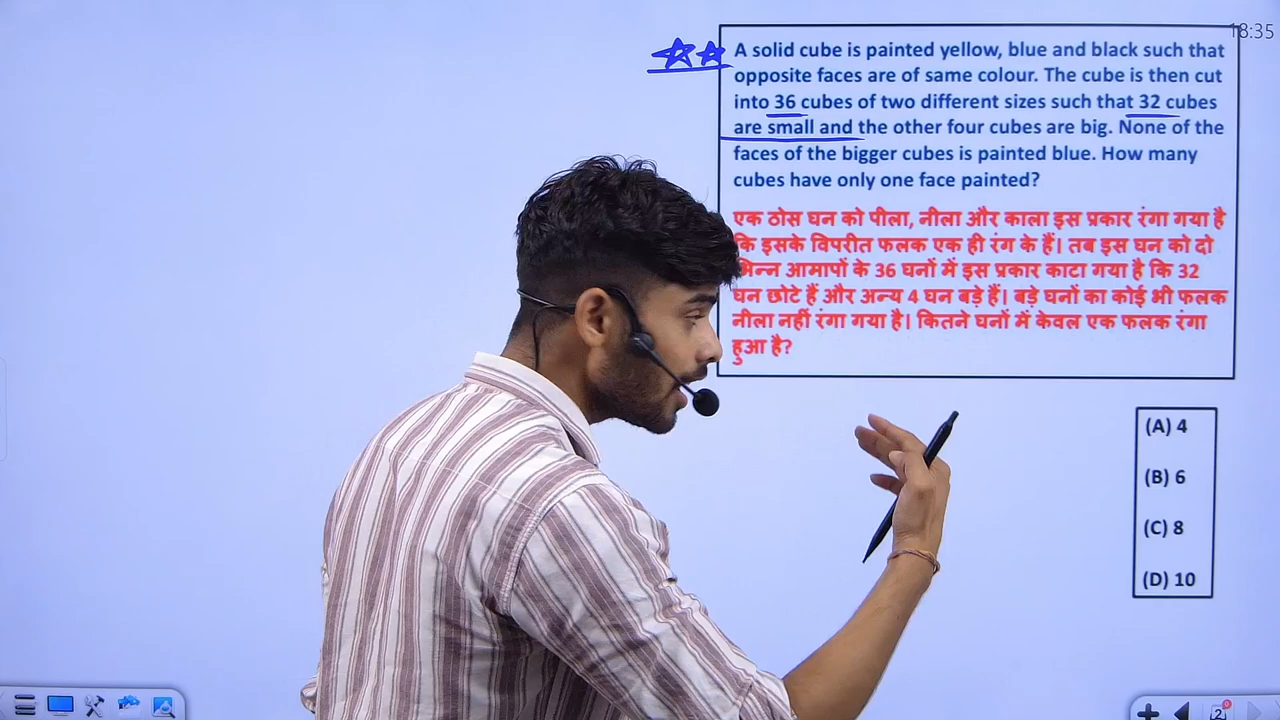 18:35
A solid cube is painted yellow, blue and black such that
opposite faces are of same colour. The cube is then cut
into 36 cubes of two different sizes such that 32 cubes
are small and the other four cubes are big. None of the
faces of the bigger cubes is painted blue. How many
cubes have only one face painted?
एक ठोस घन को पीला, नीला और काला इस प्रकार रंगा गया है
कि इसके विपरीत फलक एक ही रंग के हैं। तब इस घन को दो
भिन्न आमापों के 36 घनों में इस प्रकार काटा गया है कि 32
घन छोटे हैं और अन्य 4 घन बड़े हैं। बड़े घनों का कोई भी फलक
नीला नहीं रंगा गया है। कितने घनों में केवल एक फलक रंगा
हुआ है?
(A) 4
(B) 6
(C) 8
(D) 10
2